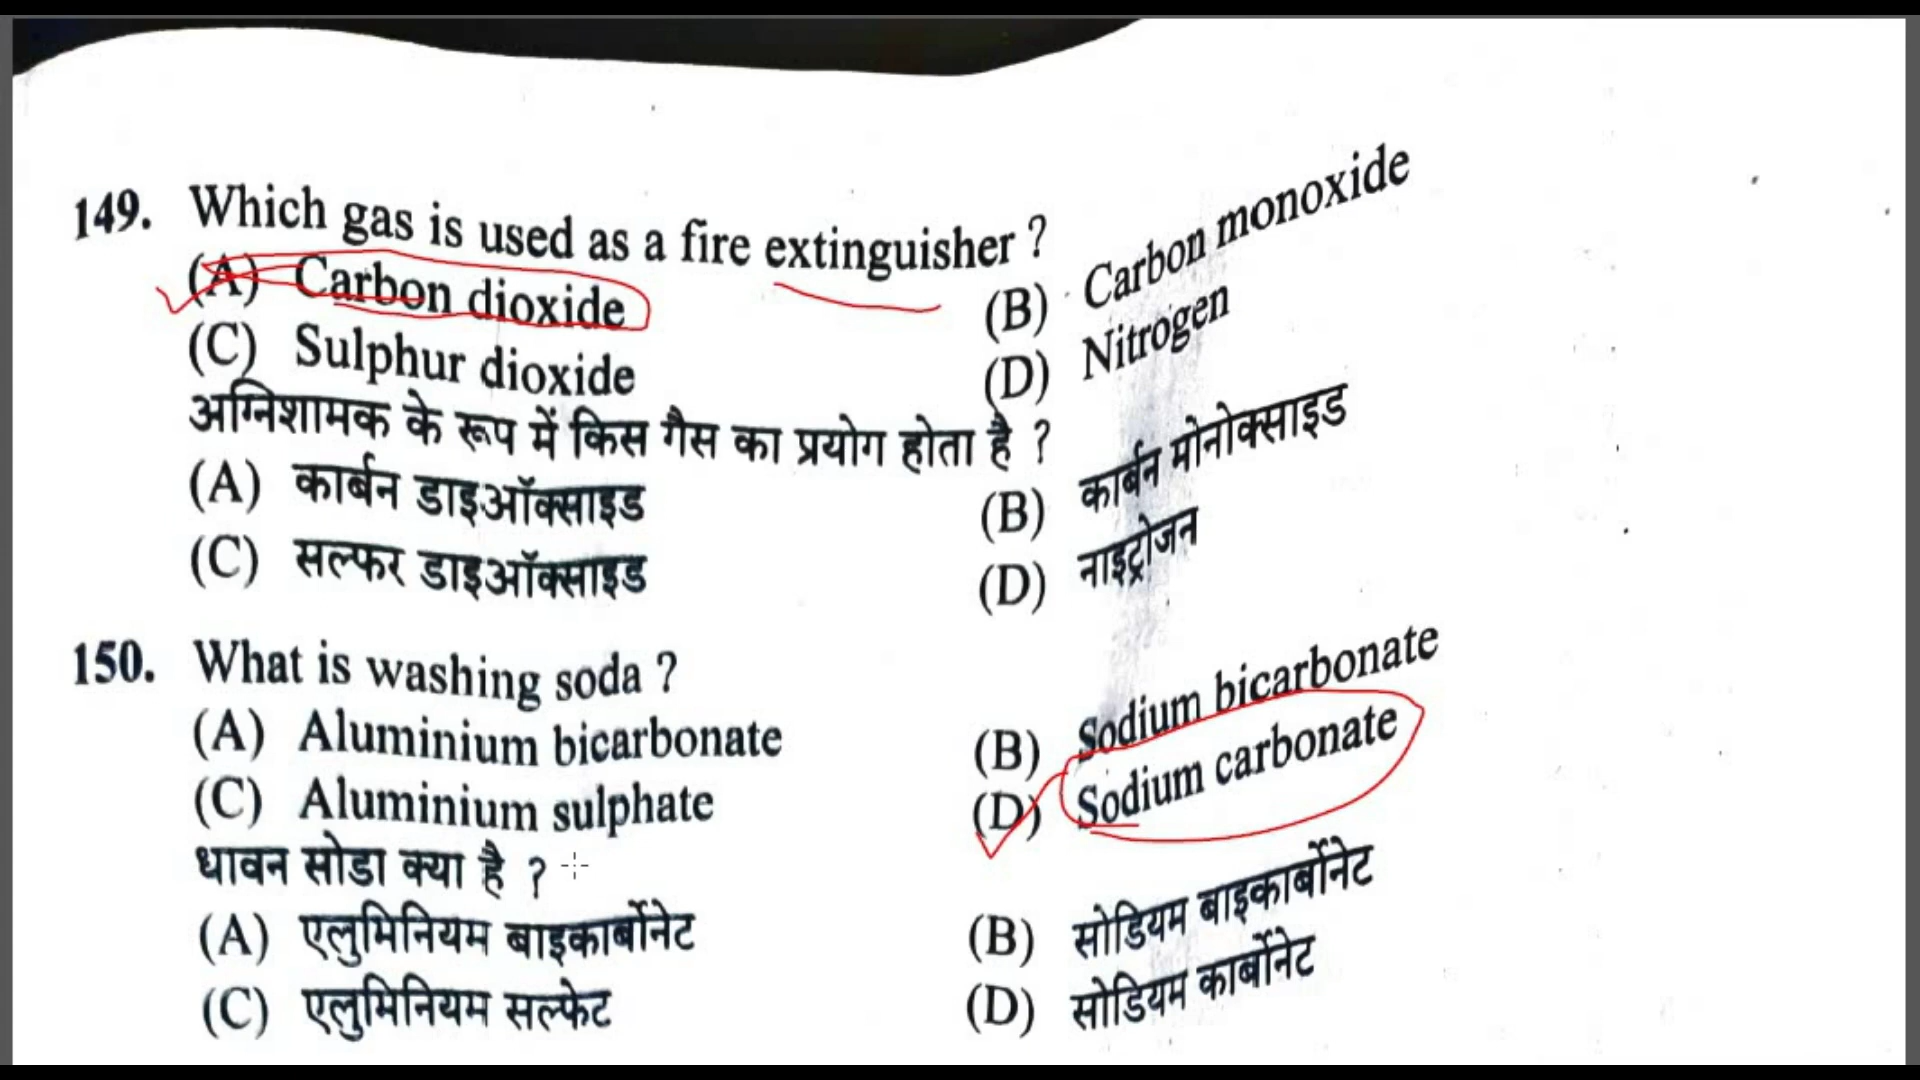 149. Which gas is used as a fire extinguisher ?
(A) Carbon dioxide (B) Carbon monoxide
(C) Sulphur dioxide (D) Nitrogen
अग्निशामक के रूप में किस गैस का प्रयोग होता है ?
(A) कार्बन डाइऑक्साइड (B) कार्बन मोनोक्साइड
(C) सल्फर डाइऑक्साइड (D) नाइट्रोजन
150. What is washing soda ?
(A) Aluminium bicarbonate (B) Sodium bicarbonate
(C) Aluminium sulphate (D) Sodium carbonate
धावन सोडा क्या है ?
(A) एलुमिनियम बाइकार्बोनेट (B) सोडियम बाइकार्बोनेट
(C) एलुमिनियम सल्फेट (D) सोडियम कार्बोनेट